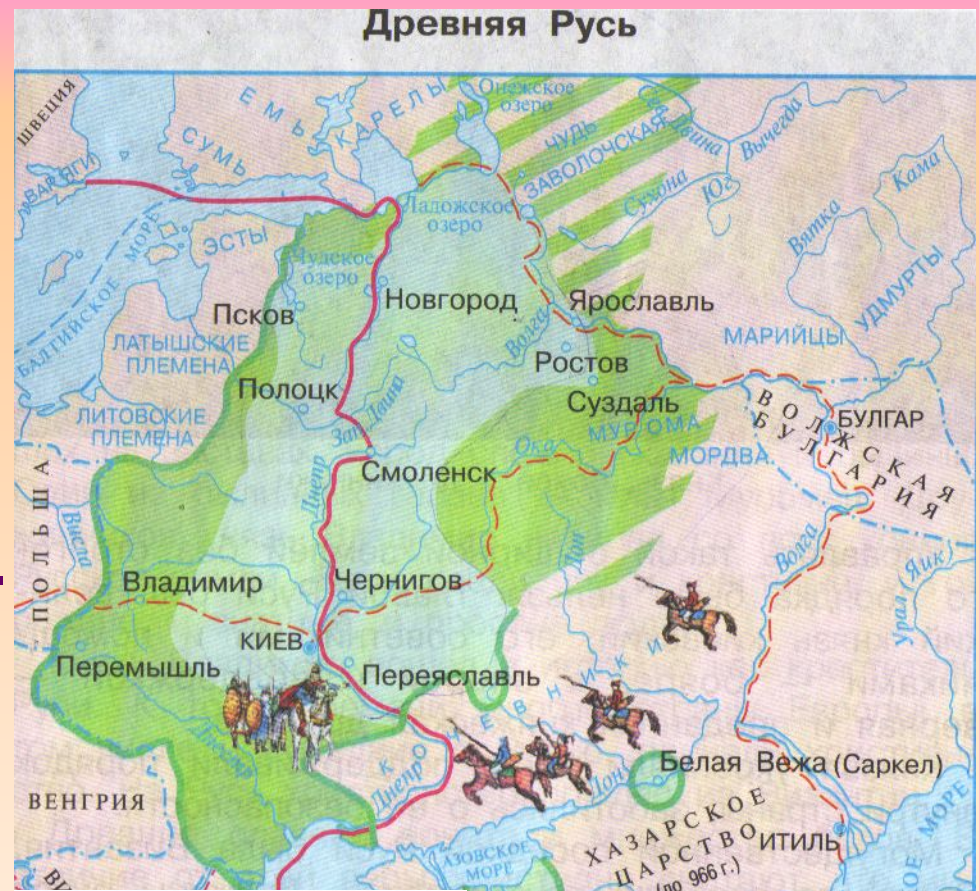 Древняя Русь
ШВЕЦИЯ
ЕМЬ
КАРЕЛЫ
Онежское
озеро
Сев. Двина
Вычегда
СУМЬ
ЧУДЬ
ЗАВОЛОЧСКАЯ
Кама
ВАРЯГИ
Сухона
Юг
Вятка
Ладожское
озеро
ЭСТЫ
БАЛТИЙСКОЕ МОРЕ
Чудское
озеро
УДМУРТЫ
Псков
Новгород
Волга
Ярославль
МАРИЙЦЫ
ЛАТЫШСКИЕ
ПЛЕМЕНА
Ростов
Полоцк
Суздаль
ВОЛЖСКАЯ
БУЛГАРИЯ
БУЛГАР
ЛИТОВСКИЕ
ПЛЕМЕНА
Зап. Двина
МУРОМА
Ока
МОРДВА
Смоленск
ПОЛЬША
Висла
Днепр
Дон
Волга
Яик
Урал
Владимир
Чернигов
КИЕВ
Перемышль
Переяславль
КОЧЕВНИКИ
Днестр
Днепр
Дон
Белая Вежа (Саркел)
ВЕНГРИЯ
ХАЗАРСКОЕ
ЦАРСТВО
(до 966 г.)
ИТИЛЬ
МОРЕ
АЗОВСКОЕ
МОРЕ